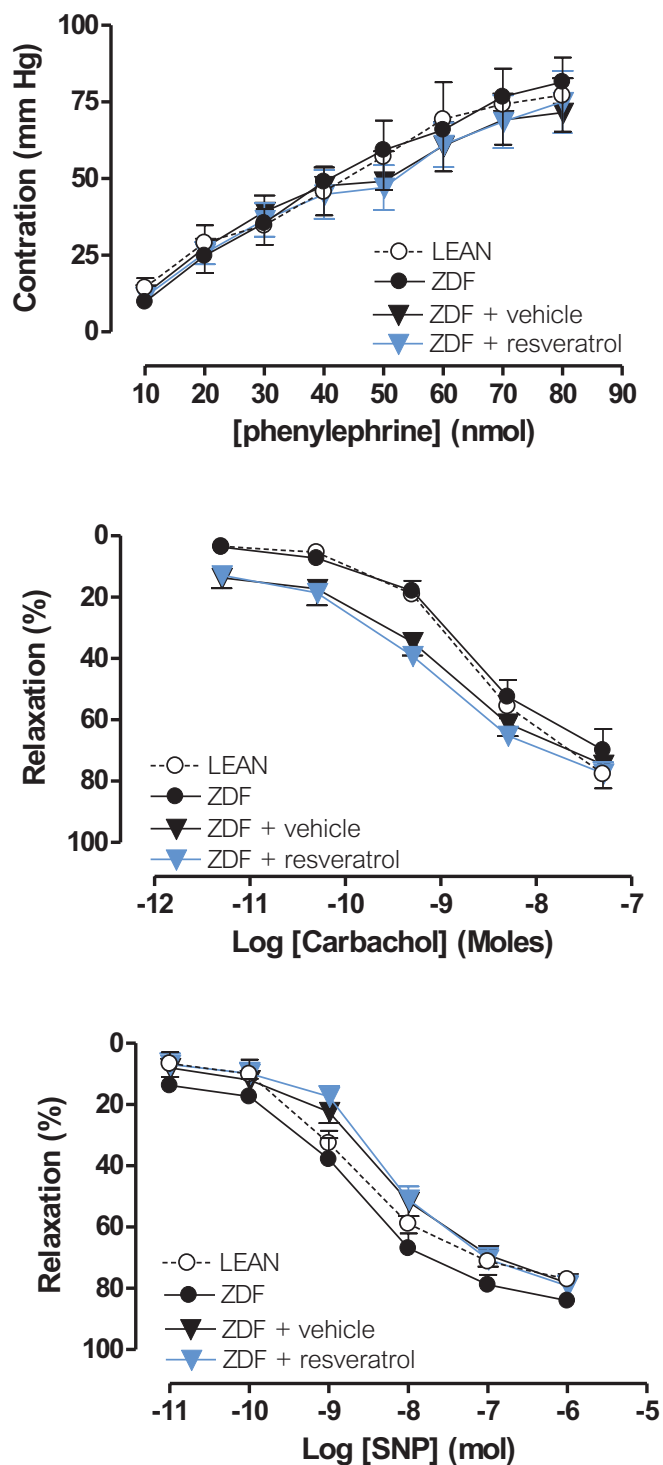 Contration (mm Hg)
100
75
50
25
0
LEAN
ZDF
ZDF + vehicle
ZDF + resveratrol
10 20 30 40 50 60 70 80 90
[phenylephrine] (nmol)
Relaxation (%)
0
20
40
60
80
100
LEAN
ZDF
ZDF + vehicle
ZDF + resveratrol
-12 -11 -10 -9 -8 -7
Log [Carbachol] (Moles)
Relaxation (%)
0
20
40
60
80
100
LEAN
ZDF
ZDF + vehicle
ZDF + resveratrol
-11 -10 -9 -8 -7 -6 -5
Log [SNP] (mol)